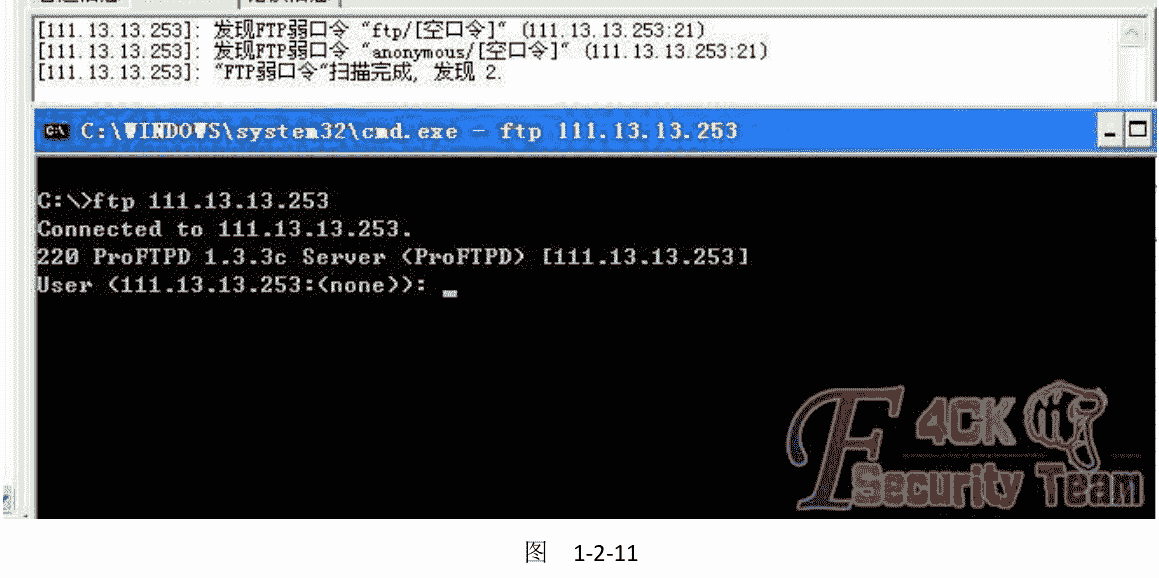 [111.13.13.253]: 发现FTP弱口令 “ftp/[空口令]“ (111.13.13.253:21)
[111.13.13.253]: 发现FTP弱口令 “anonymous/[空口令]“ (111.13.13.253:21)
[111.13.13.253]: “FTP弱口令“扫描完成, 发现 2.
C:\WINDOWS\system32\cmd.exe - ftp 111.13.13.253
C:\>ftp 111.13.13.253
Connected to 111.13.13.253.
220 ProFTPD 1.3.3c Server (ProFTPD) [111.13.13.253]
User (111.13.13.253:(none)):
F4CK
Security Team
图 1-2-11